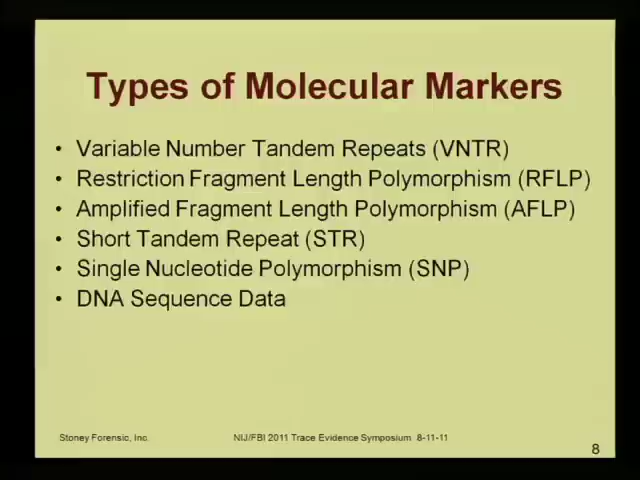 Types of Molecular Markers
• Variable Number Tandem Repeats (VNTR)
• Restriction Fragment Length Polymorphism (RFLP)
• Amplified Fragment Length Polymorphism (AFLP)
• Short Tandem Repeat (STR)
• Single Nucleotide Polymorphism (SNP)
• DNA Sequence Data
Stoney Forensic, Inc.
NIJ/FBI 2011 Trace Evidence Symposium 8-11-11
8